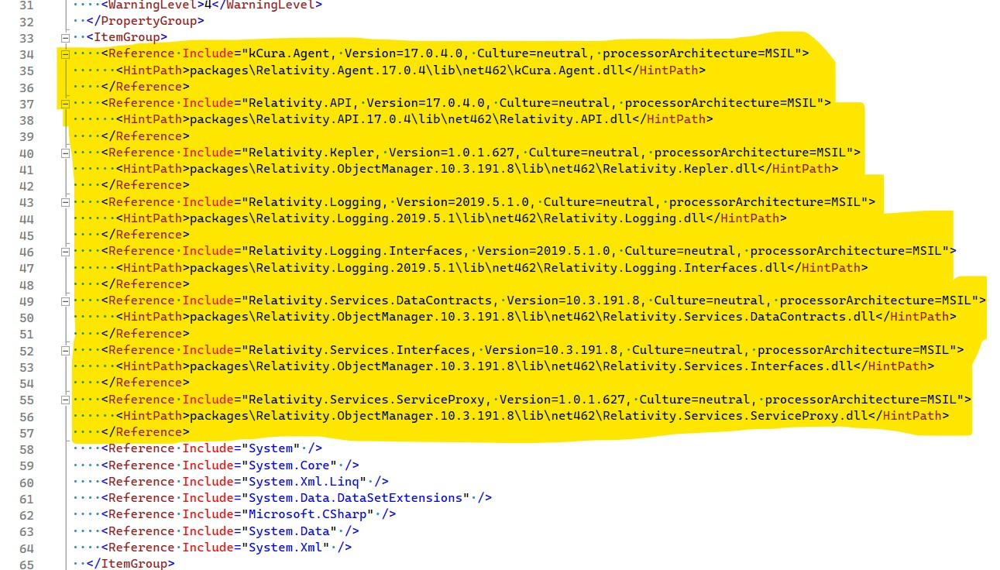 31 ····<WarningLevel>4</WarningLevel>
32 ··</PropertyGroup>
33 ··<ItemGroup>
34 ····<Reference·Include="kCura.Agent,·Version=17.0.4.0,·Culture=neutral,·processorArchitecture=MSIL">
35 ······<HintPath>packages\Relativity.Agent.17.0.4\lib\net462\kCura.Agent.dll</HintPath>
36 ····</Reference>
37 ····<Reference·Include="Relativity.API,·Version=17.0.4.0,·Culture=neutral,·processorArchitecture=MSIL">
38 ······<HintPath>packages\Relativity.API.17.0.4\lib\net462\Relativity.API.dll</HintPath>
39 ····</Reference>
40 ····<Reference·Include="Relativity.Kepler,·Version=1.0.1.627,·Culture=neutral,·processorArchitecture=MSIL">
41 ······<HintPath>packages\Relativity.ObjectManager.10.3.191.8\lib\net462\Relativity.Kepler.dll</HintPath>
42 ····</Reference>
43 ····<Reference·Include="Relativity.Logging,·Version=2019.5.1.0,·Culture=neutral,·processorArchitecture=MSIL">
44 ······<HintPath>packages\Relativity.Logging.2019.5.1\lib\net462\Relativity.Logging.dll</HintPath>
45 ····</Reference>
46 ····<Reference·Include="Relativity.Logging.Interfaces,·Version=2019.5.1.0,·Culture=neutral,·processorArchitecture=MSIL">
47 ······<HintPath>packages\Relativity.Logging.2019.5.1\lib\net462\Relativity.Logging.Interfaces.dll</HintPath>
48 ····</Reference>
49 ····<Reference·Include="Relativity.Services.DataContracts,·Version=10.3.191.8,·Culture=neutral,·processorArchitecture=MSIL">
50 ······<HintPath>packages\Relativity.ObjectManager.10.3.191.8\lib\net462\Relativity.Services.DataContracts.dll</HintPath>
51 ····</Reference>
52 ····<Reference·Include="Relativity.Services.Interfaces,·Version=10.3.191.8,·Culture=neutral,·processorArchitecture=MSIL">
53 ······<HintPath>packages\Relativity.ObjectManager.10.3.191.8\lib\net462\Relativity.Services.Interfaces.dll</HintPath>
54 ····</Reference>
55 ····<Reference·Include="Relativity.Services.ServiceProxy,·Version=1.0.1.627,·Culture=neutral,·processorArchitecture=MSIL">
56 ······<HintPath>packages\Relativity.ObjectManager.10.3.191.8\lib\net462\Relativity.Services.ServiceProxy.dll</HintPath>
57 ····</Reference>
58 ····<Reference·Include="System"·/>
59 ····<Reference·Include="System.Core"·/>
60 ····<Reference·Include="System.Xml.Linq"·/>
61 ····<Reference·Include="System.Data.DataSetExtensions"·/>
62 ····<Reference·Include="Microsoft.CSharp"·/>
63 ····<Reference·Include="System.Data"·/>
64 ····<Reference·Include="System.Xml"·/>
65 ··</ItemGroup>